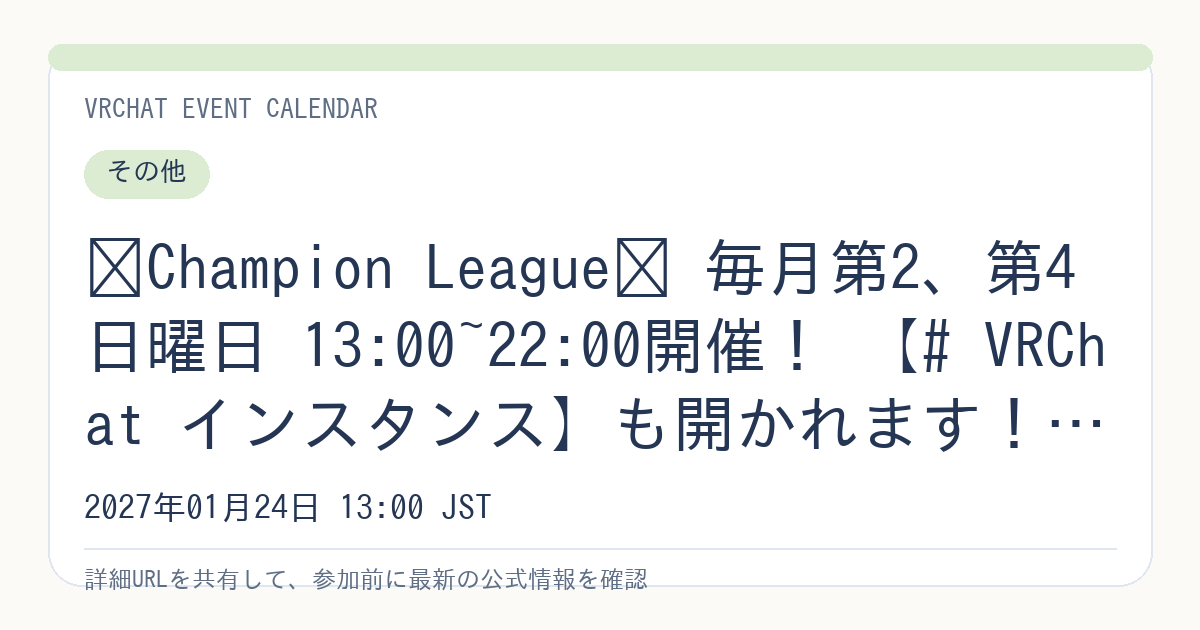 VRCHAT EVENT CALENDAR
その他
Champion League 毎月第2、第4
日曜日 13:00~22:00開催！ 【# VRCh
at インスタンス】も開かれます！…
2027年01月24日 13:00 JST
詳細URLを共有して、参加前に最新の公式情報を確認